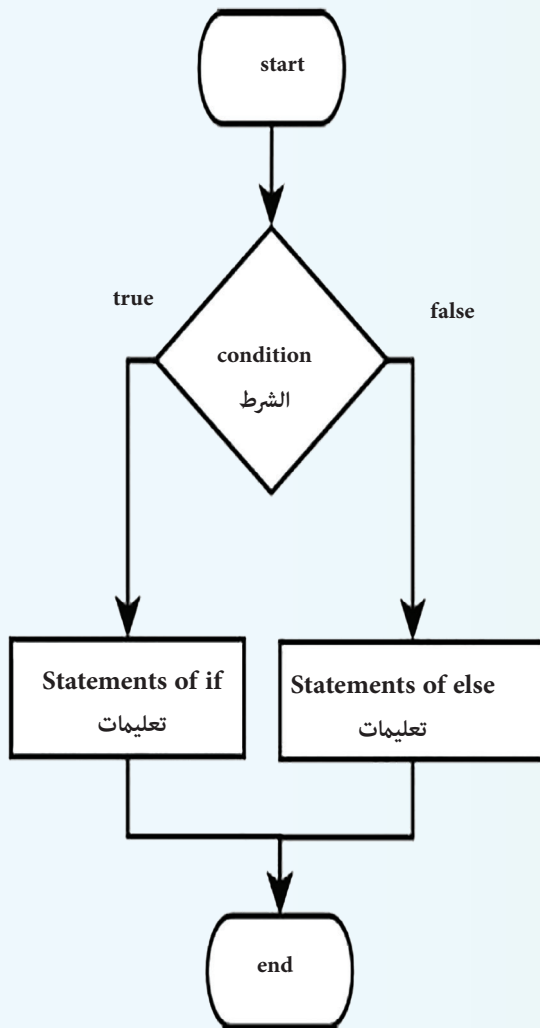 start
true
false
condition
الشرط
Statements of if
تعليمات
Statements of else
تعليمات
end